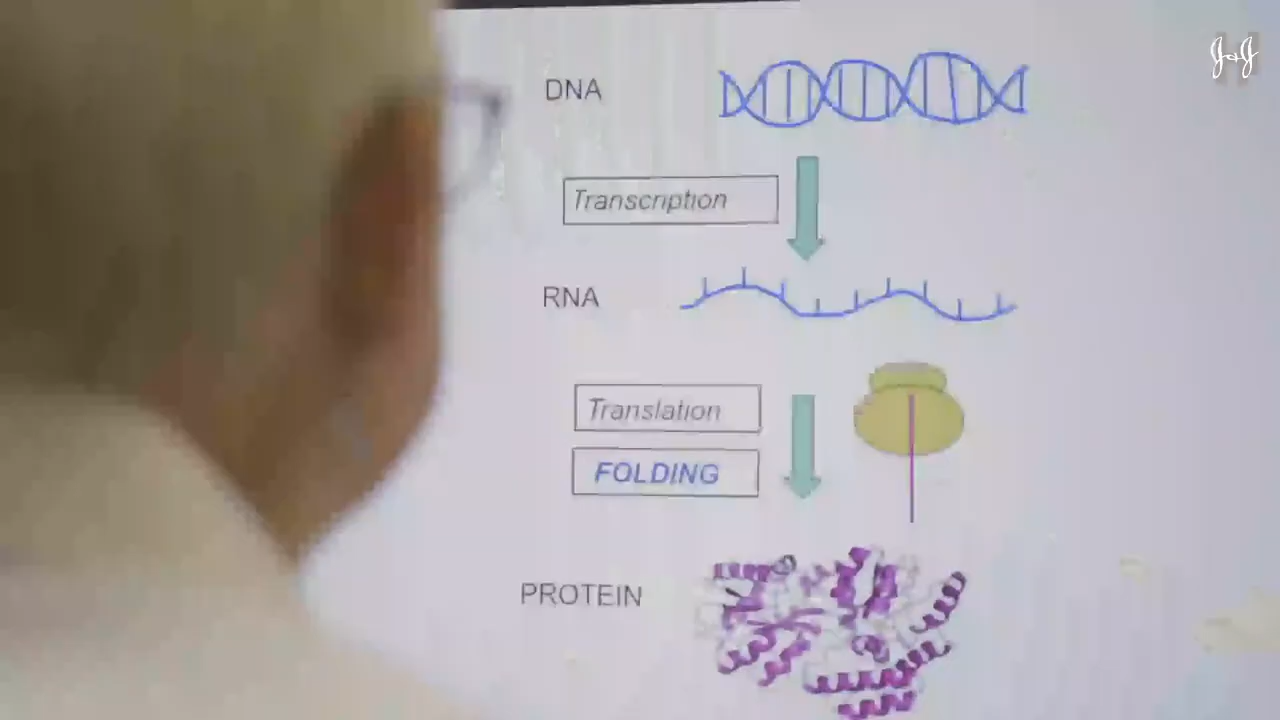 J&J
DNA
Transcription
RNA
Translation
FOLDING
PROTEIN